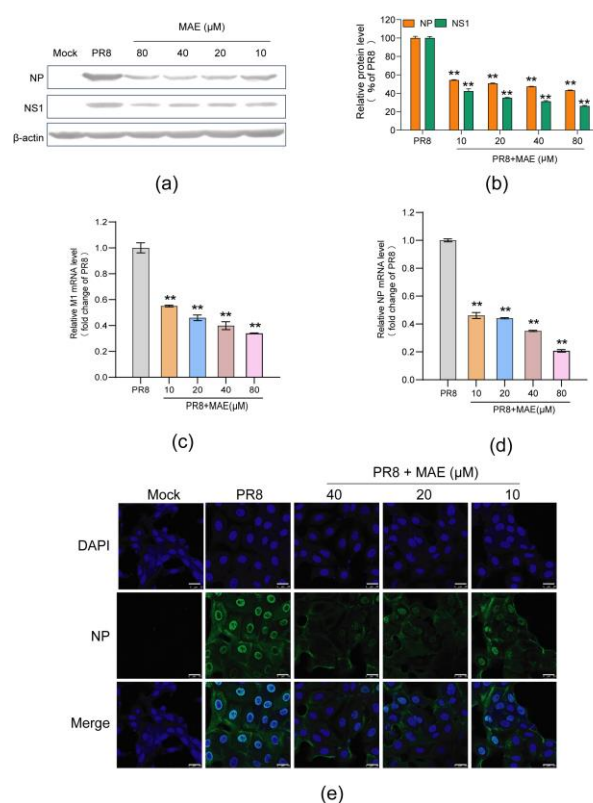 MAE (µM)
Mock PR8 80 40 20 10
NP
NS1
β-actin
(a)
NP NS1
Relative protein level
( % of PR8 )
120
100
80
60
40
20
0
** ** ** ** ** ** ** **
PR8 10 20 40 80
PR8+MAE (µM)
(b)
Relative M1 mRNA level
( fold change of PR8 )
1.2
1.0
0.8
0.6
0.4
0.2
0.0
** ** ** **
PR8 10 20 40 80
PR8+MAE(µM)
(c)
Relative NP mRNA level
( fold change of PR8 )
1.2
1.0
0.8
0.6
0.4
0.2
0.0
** ** ** **
PR8 10 20 40 80
PR8+MAE(µM)
(d)
PR8 + MAE (µM)
Mock PR8 40 20 10
DAPI
NP
Merge
(e)